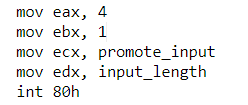 mov eax, 4
mov ebx, 1
mov ecx, promote_input
mov edx, input_length
int 80h